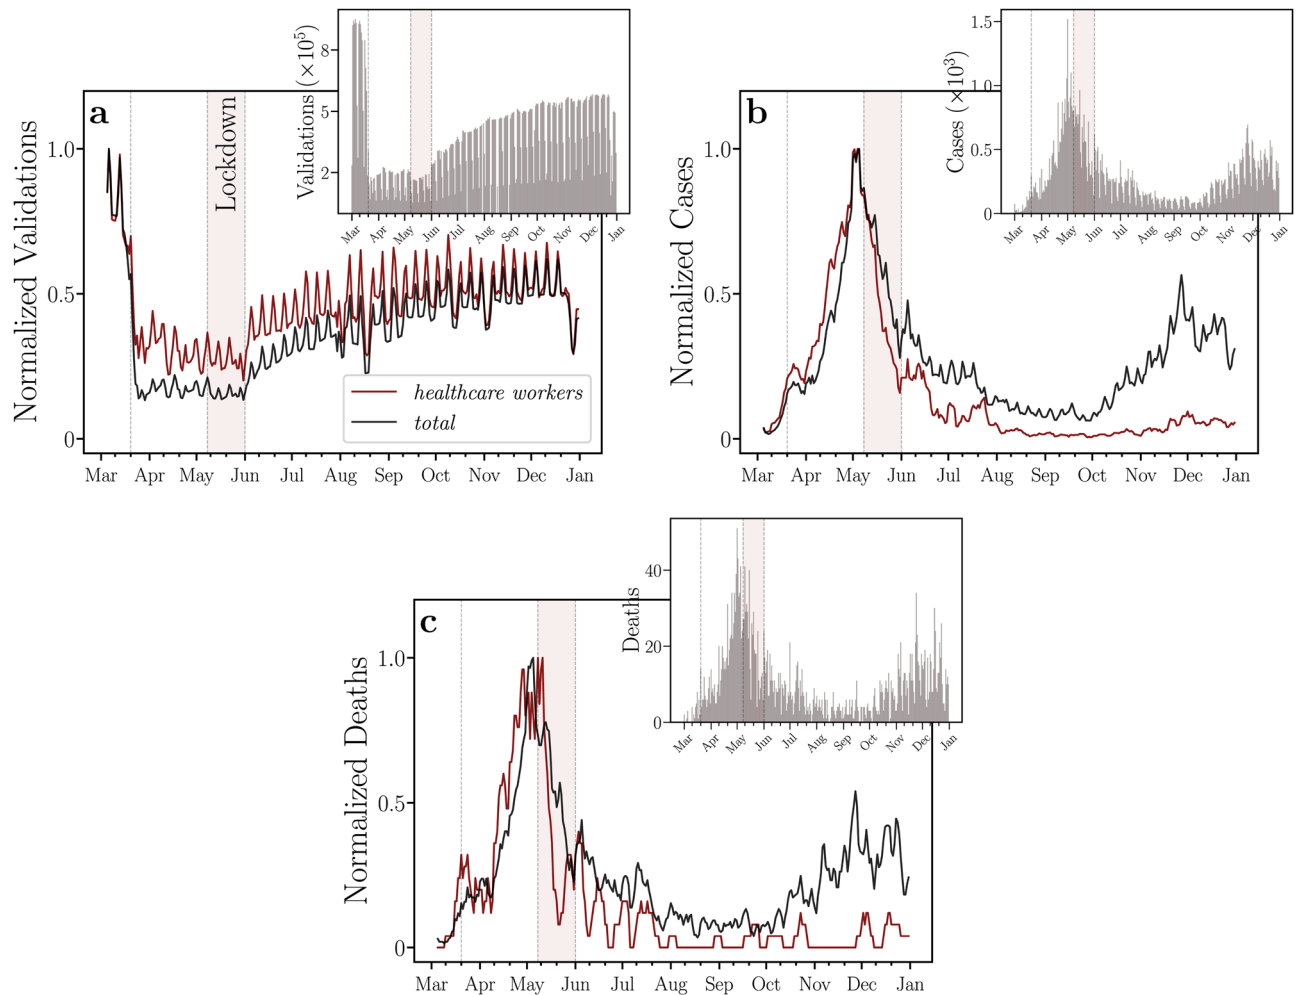 a
Lockdown
Normalized Validations
1.0
0.5
0
Mar Apr May Jun Jul Aug Sep Oct Nov Dec Jan
healthcare workers
total
Validations (×10⁵)
8
5
2
Mar Apr May Jun Jul Aug Sep Oct Nov Dec Jan
b
Normalized Cases
1.0
0.5
0
Mar Apr May Jun Jul Aug Sep Oct Nov Dec Jan
Cases (×10³)
1.5
1.0
0.5
0
Mar Apr May Jun Jul Aug Sep Oct Nov Dec Jan
c
Normalized Deaths
1.0
0.5
0
Mar Apr May Jun Jul Aug Sep Oct Nov Dec Jan
Deaths
40
20
0
Mar Apr May Jun Jul Aug Sep Oct Nov Dec Jan